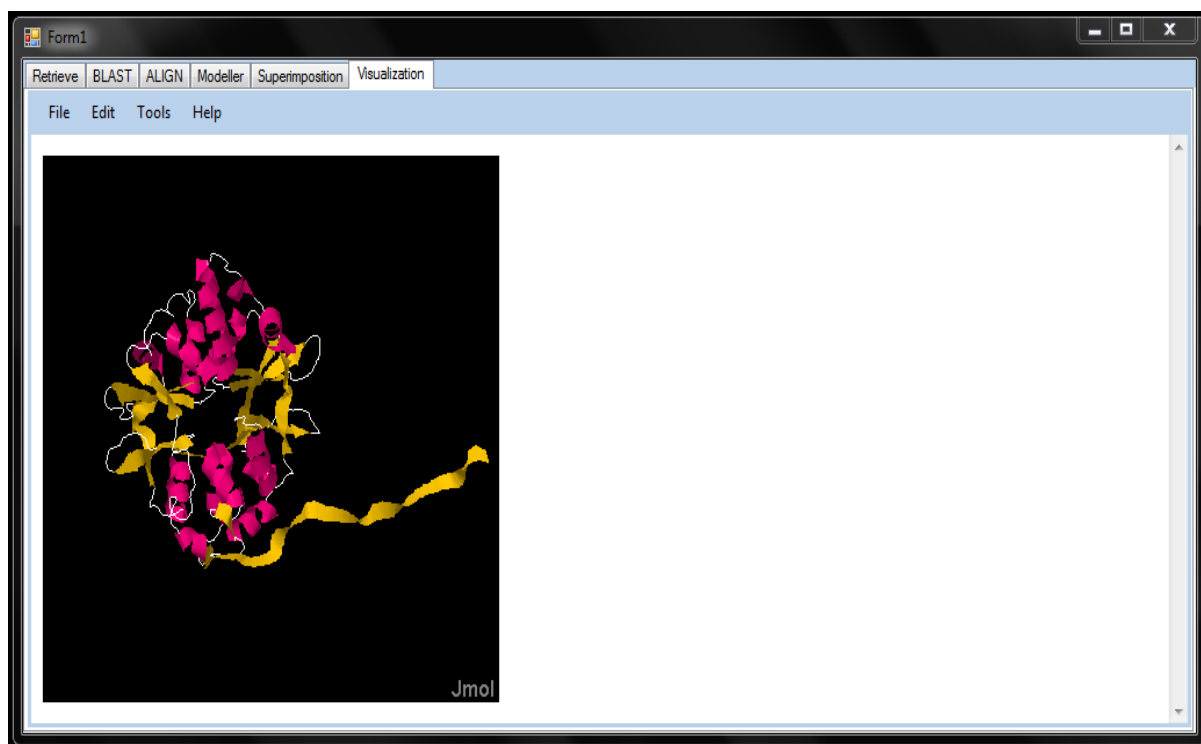 Form1
Retrieve BLAST ALIGN Modeller Superimposition Visualization
File Edit Tools Help
Jmol